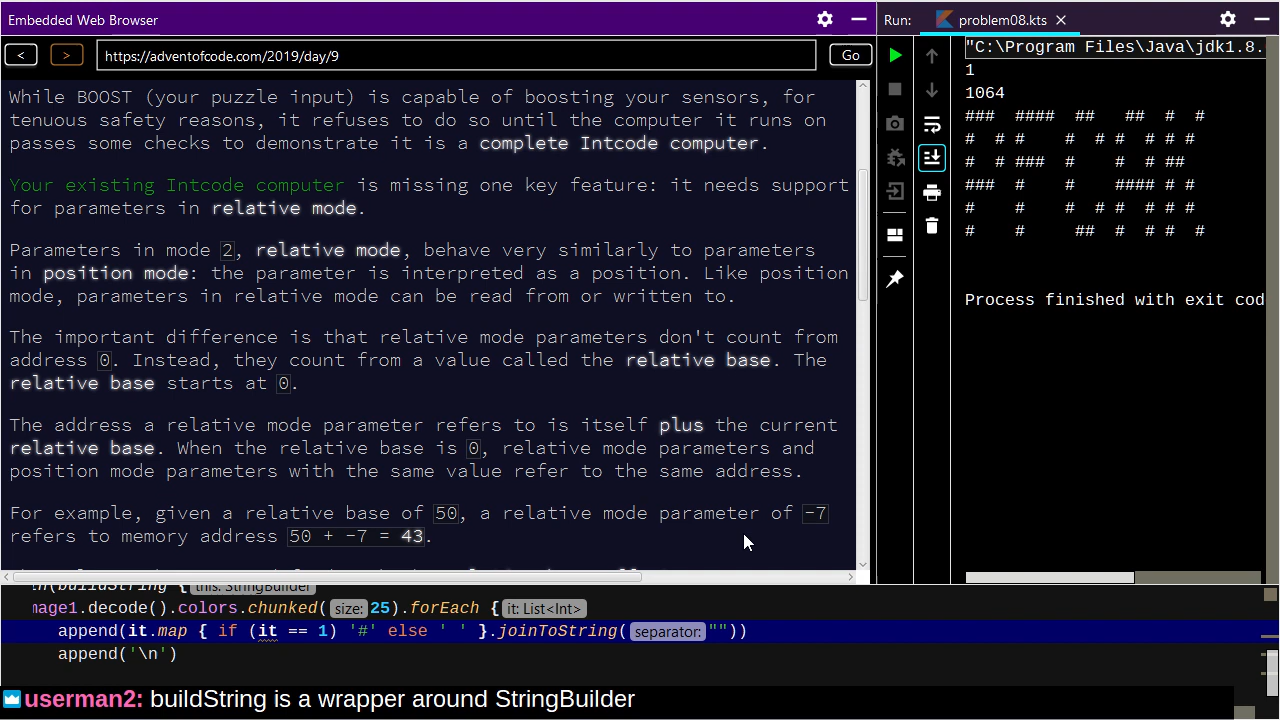 Embedded Web Browser
Run: problem08.kts
< > https://adventofcode.com/2019/day/9 Go
While BOOST (your puzzle input) is capable of boosting your sensors, for
tenuous safety reasons, it refuses to do so until the computer it runs on
passes some checks to demonstrate it is a complete Intcode computer.
Your existing Intcode computer is missing one key feature: it needs support
for parameters in relative mode.
Parameters in mode 2, relative mode, behave very similarly to parameters
in position mode: the parameter is interpreted as a position. Like position
mode, parameters in relative mode can be read from or written to.
The important difference is that relative mode parameters don't count from
address 0. Instead, they count from a value called the relative base. The
relative base starts at 0.
The address a relative mode parameter refers to is itself plus the current
relative base. When the relative base is 0, relative mode parameters and
position mode parameters with the same value refer to the same address.
For example, given a relative base of 50, a relative mode parameter of -7
refers to memory address 50 + -7 = 43.
"C:\Program Files\Java\jdk1.8.
1
1064
###  ####  ##   ##  #  #
#  # #    #  # #  # # #
#  # ###  #    #  # ##
###  #    #    #### # #
#    #    #  # #  # # #
#    #     ##  #  # #  #
Process finished with exit cod
(buildString { this: StringBuilder
mage1.decode().colors.chunked( size: 25).forEach { it: List<Int>
append(it.map { if (it == 1) '#' else ' ' }.joinToString( separator: ""))
append('\n')
userman2: buildString is a wrapper around StringBuilder